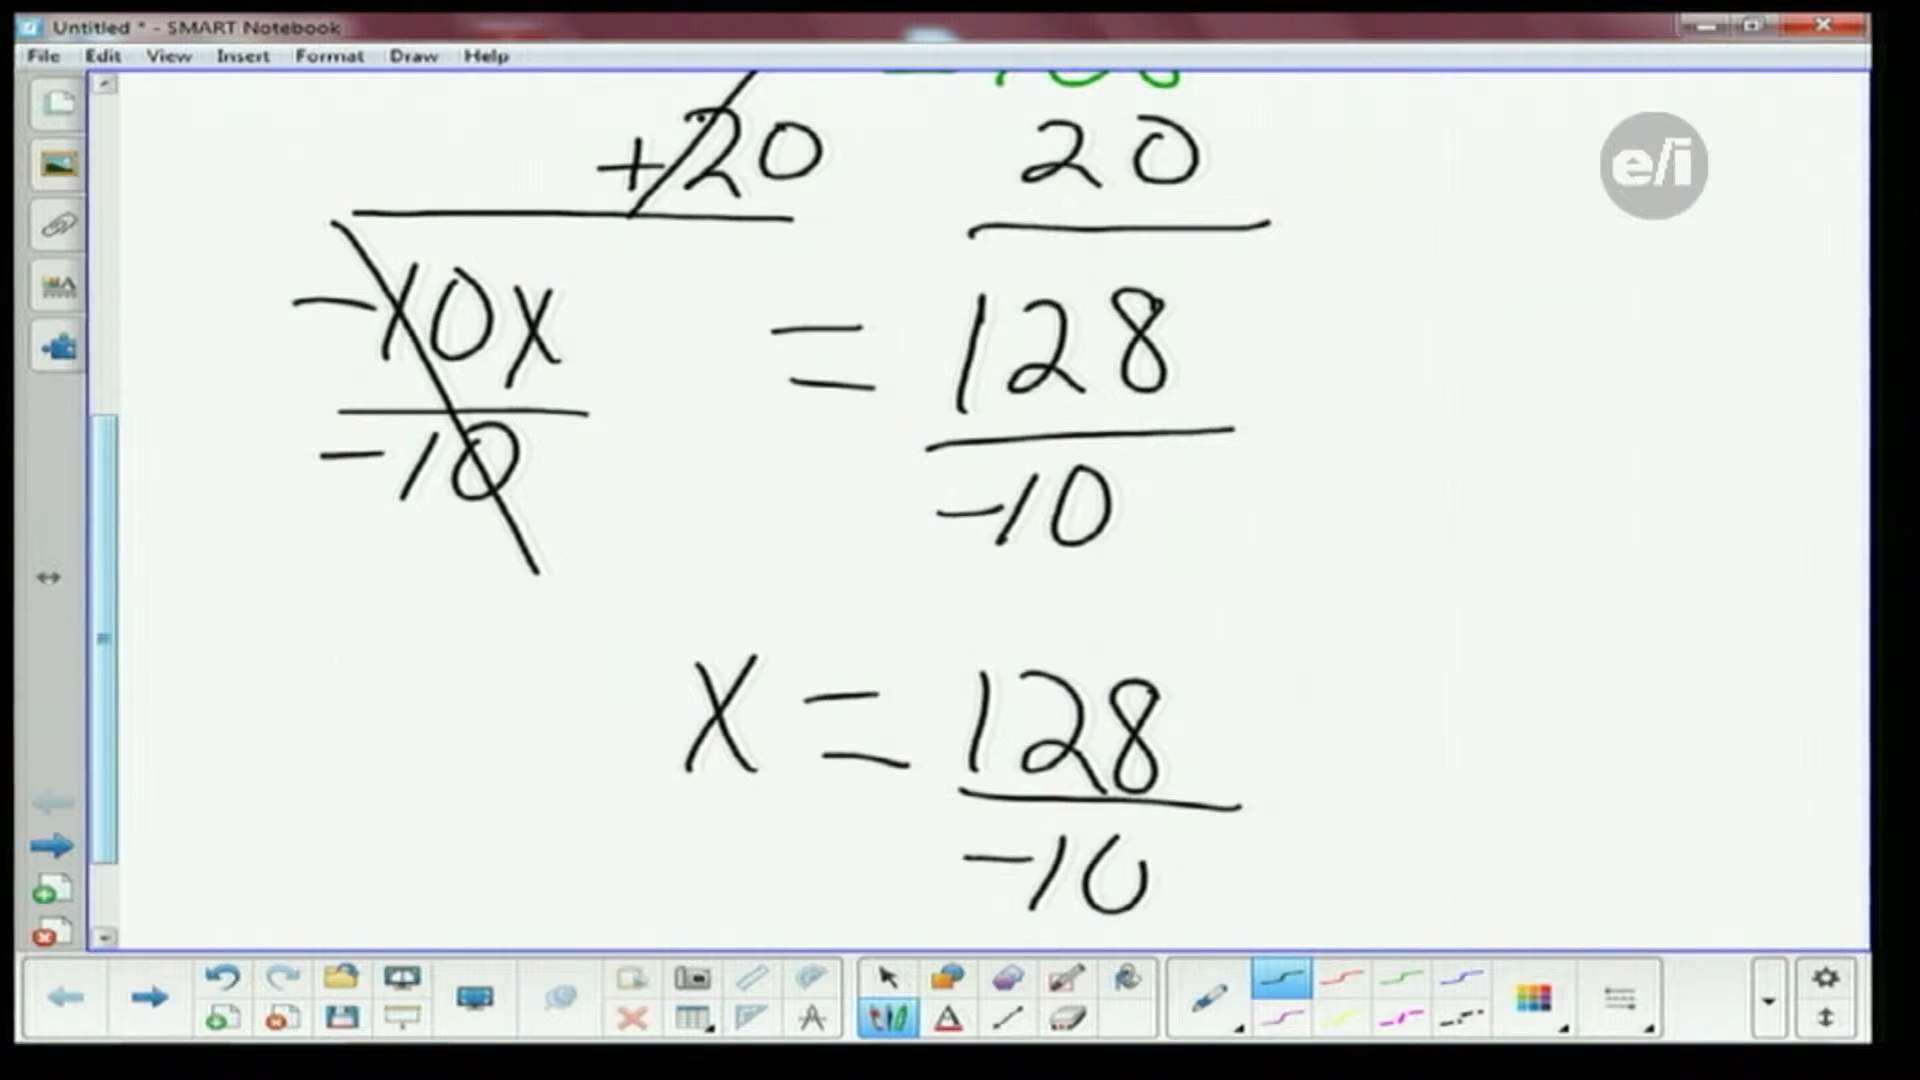 Untitled * - SMART Notebook
File Edit View Insert Format Draw Help
+20 20
-10x = 128
-10 -10
x = 128
-10
e/i